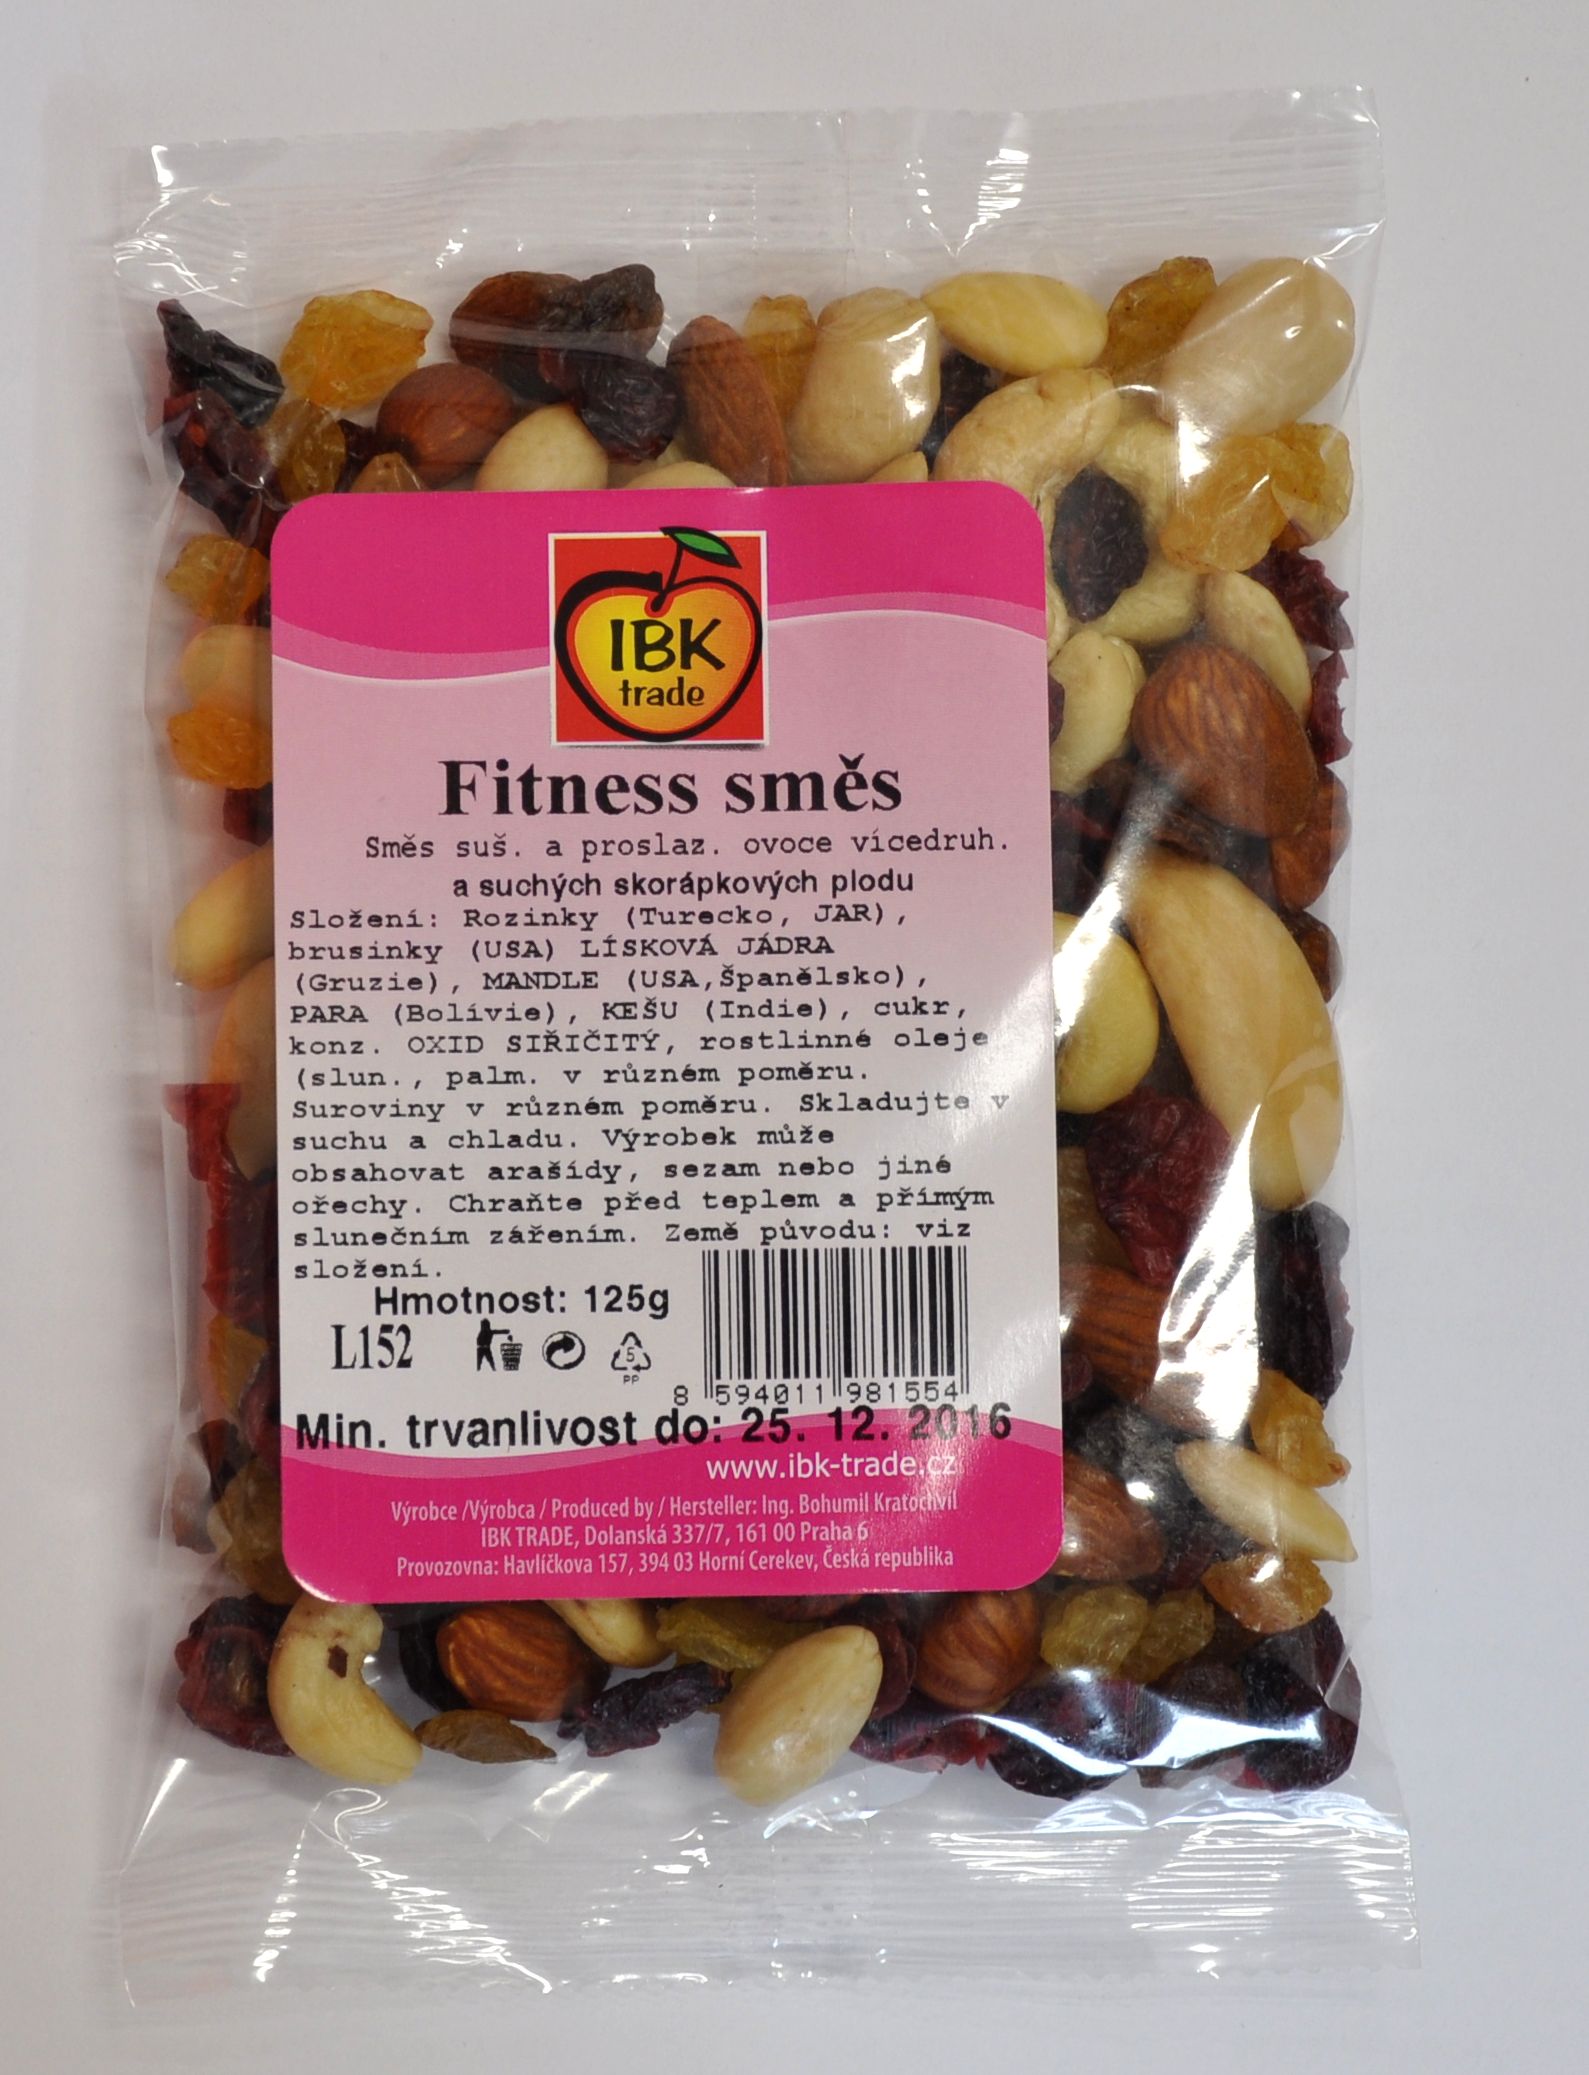 IBK
trade
Fitness směs
Směs suš. a proslaz. ovoce vícedruh.
a suchých skorápkových plodu
Složení: Rozinky (Turecko, JAR),
brusinky (USA) LÍSKOVÁ JÁDRA
(Gruzie), MANDLE (USA,Španělsko),
PARA (Bolívie), KEŠU (Indie), cukr,
konz. OXID SIŘIČITÝ, rostlinné oleje
(slun., palm. v různém poměru.
Suroviny v různém poměru. Skladujte v
suchu a chladu. Výrobek může
obsahovat arašídy, sezam nebo jiné
ořechy. Chraňte před teplem a přímým
slunečním zářením. Země původu: viz
složení.
Hmotnost: 125g
L152
5
PP
8 594011 981554
Min. trvanlivost do: 25. 12. 2016
www.ibk-trade.cz
Výrobce /Výrobca / Produced by / Hersteller: Ing. Bohumil Kratochvil
IBK TRADE, Dolanská 337/7, 161 00 Praha 6
Provozovna: Havlíčkova 157, 394 03 Horní Cerekev, Česká republika